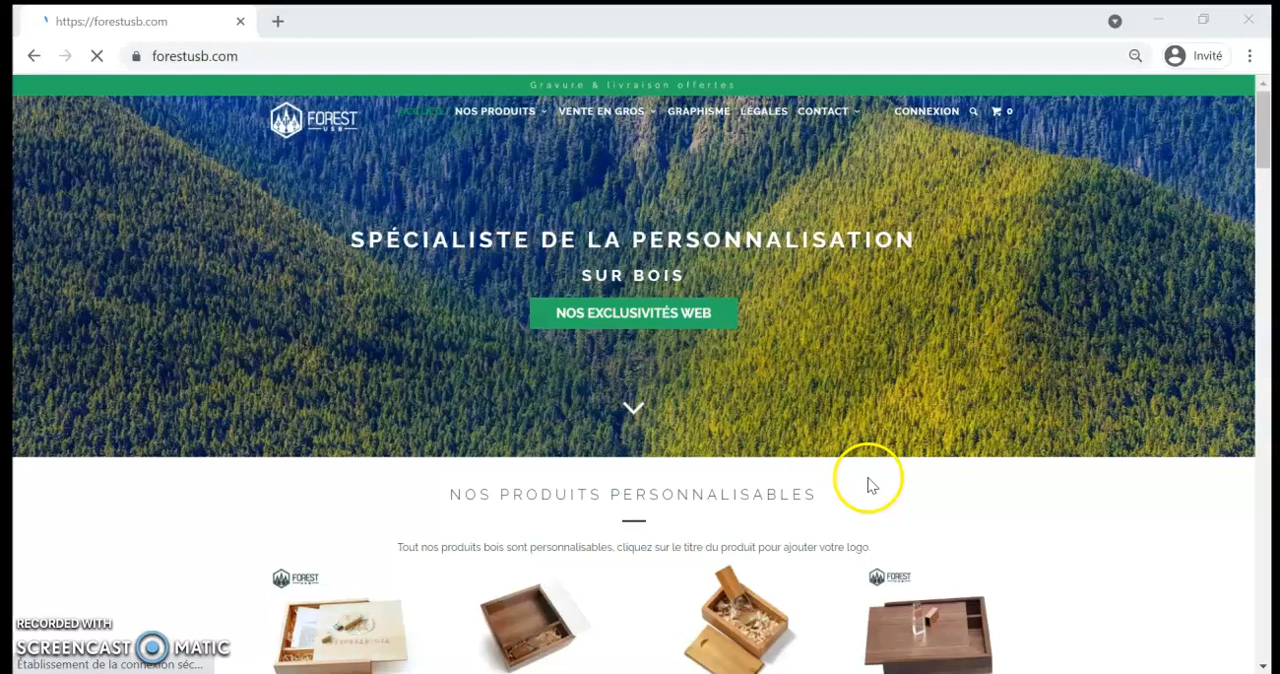 https://forestusb.com
forestusb.com
Invité
Gravure & livraison offertes
FOREST
USB
NOS PRODUITS
VENTE EN GROS
GRAPHISME
LÉGALES
CONTACT
CONNEXION
0
SPÉCIALISTE DE LA PERSONNALISATION
SUR BOIS
NOS EXCLUSIVITÉS WEB
NOS PRODUITS PERSONNALISABLES
Tout nos produits bois sont personnalisables, cliquez sur le titre du produit pour ajouter votre logo.
FOREST
FOREST
RECORDED WITH
SCREENCAST MATIC
Établissement de la connexion séc...